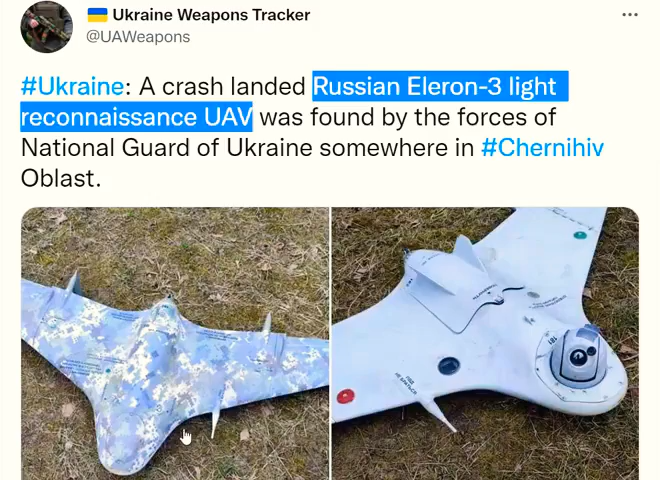 Ukraine Weapons Tracker
@UAWeapons
#Ukraine: A crash landed Russian Eleron-3 light
reconnaissance UAV was found by the forces of
National Guard of Ukraine somewhere in #Chernihiv
Oblast.